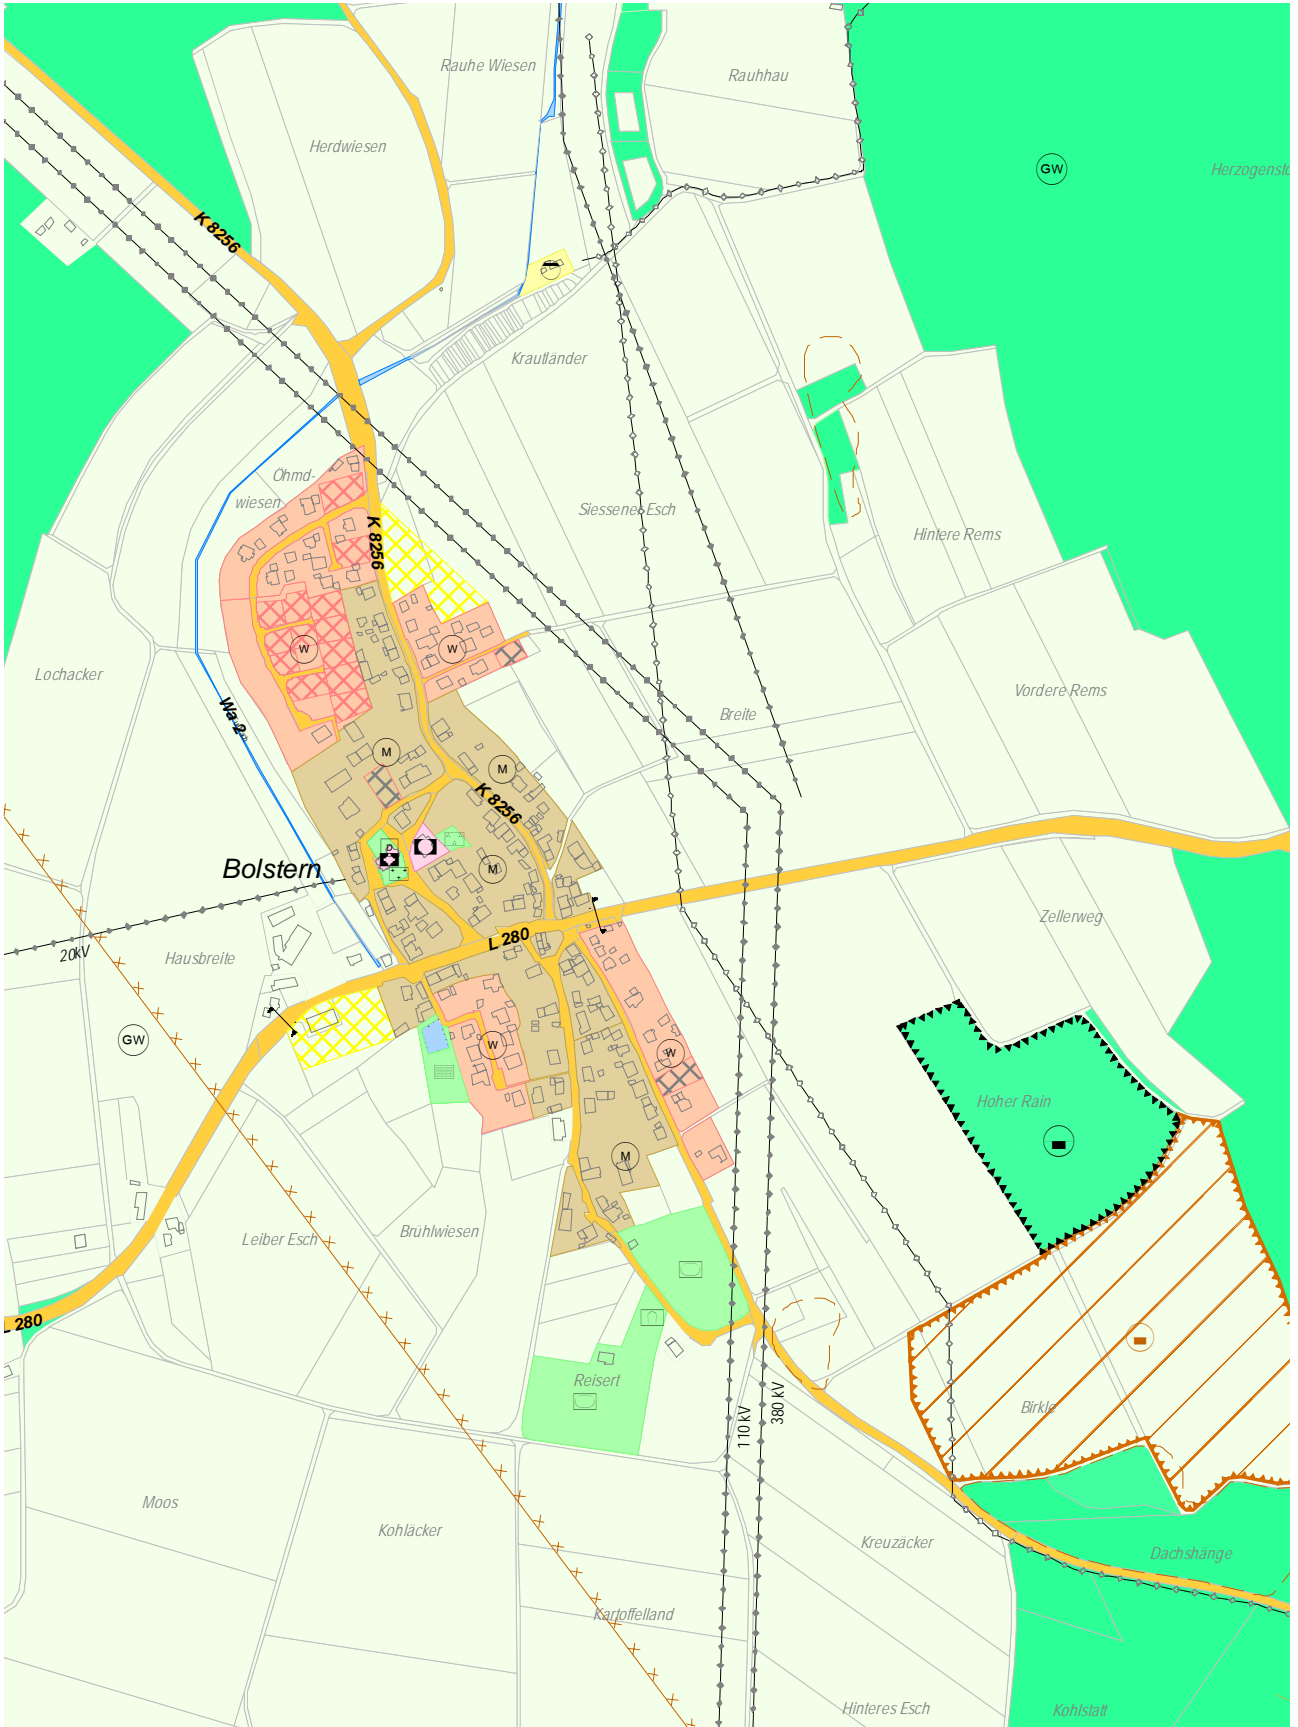 Rauhe Wiesen
Rauhhau
Herdwiesen
GW
K 8256
Krautländer
Öhmd-
wiesen
K 8256
Siessener Esch
Hintere Rems
W
W
Lochacker
Vordere Rems
Wa 2
Breite
M
M
K 8256
D
Bolstern
M
Zellerweg
20kV
Hausbreite
L 280
GW
W
W
Hoher Rain
M
Leiber Esch
Brühlwiesen
L 280
Reisert
110 kV
380 kV
Birkle
Moos
Kohläcker
Kreuzäcker
Dachshänge
Kartoffelland
Hinteres Esch
Kohlstatt